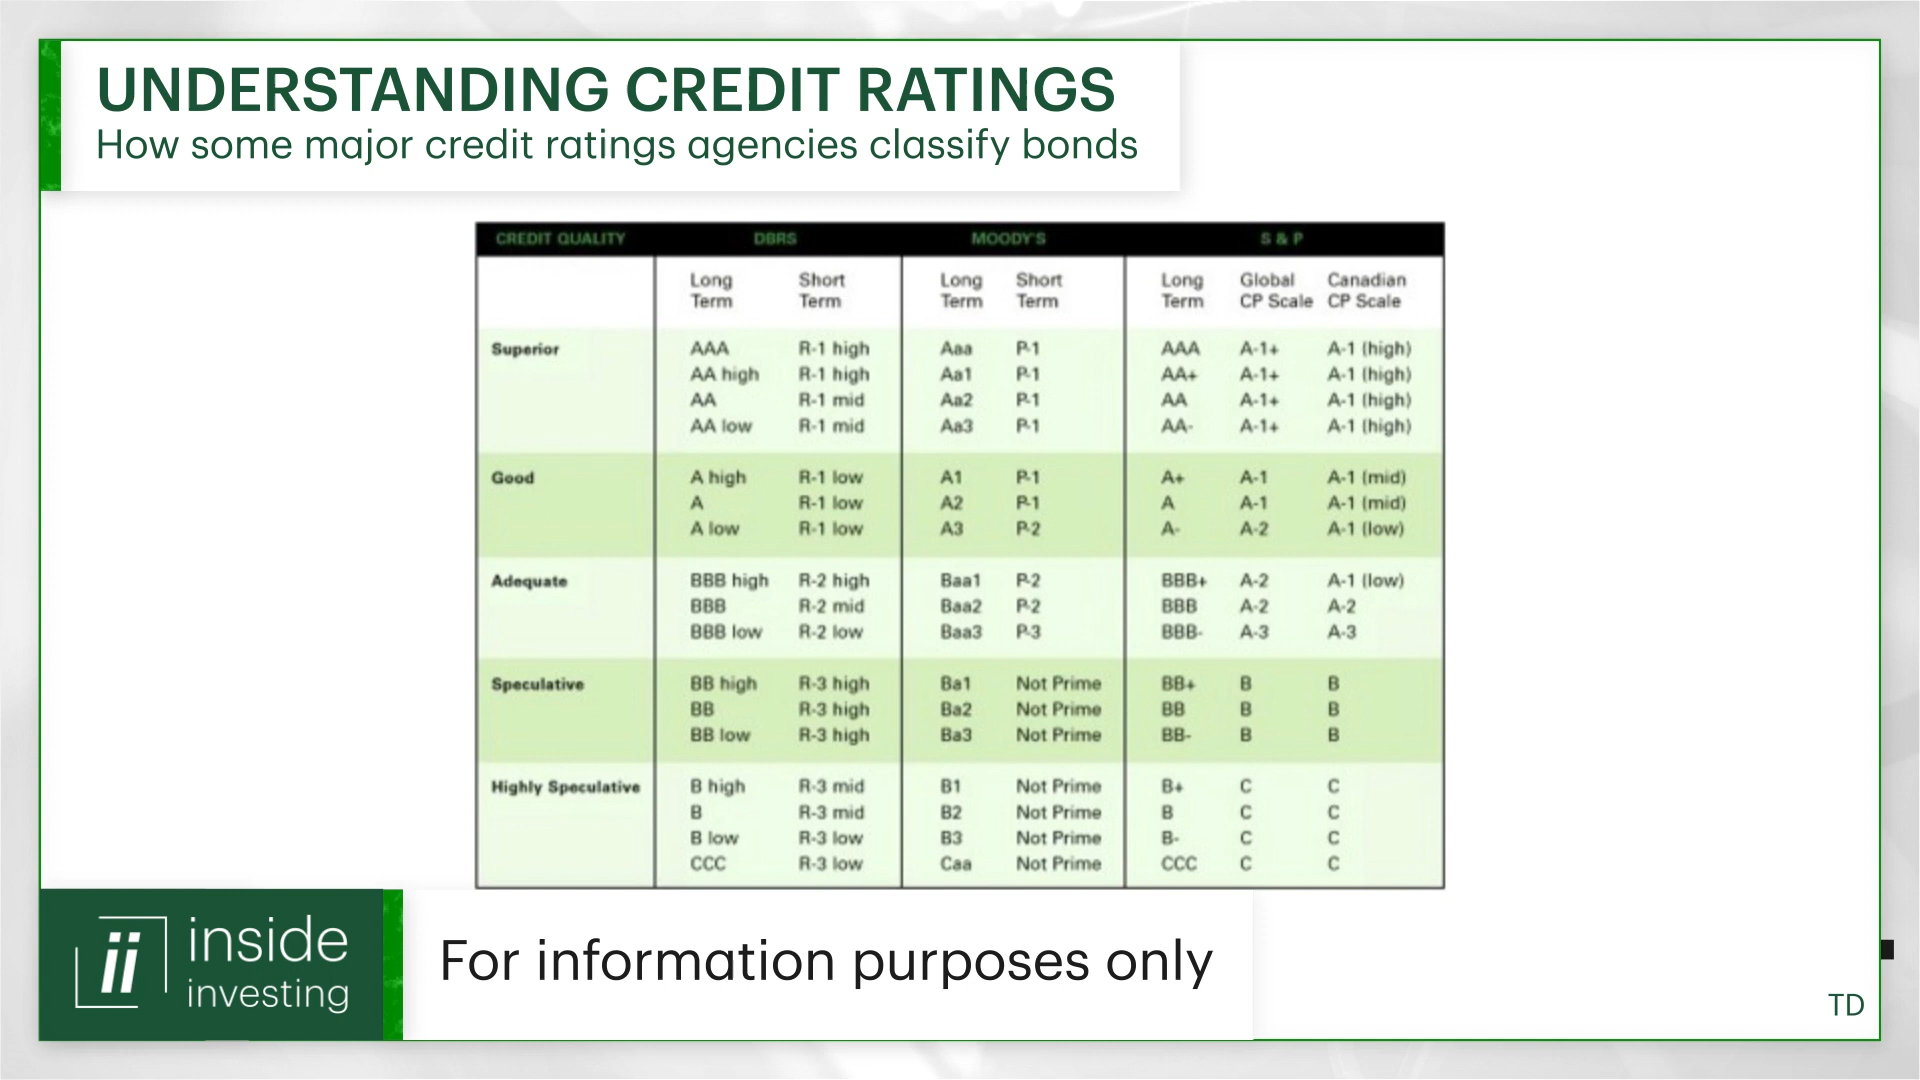 UNDERSTANDING CREDIT RATINGS
How some major credit ratings agencies classify bonds
CREDIT QUALITY DBRS MOODY'S S & P
Long Term Short Term Long Term Short Term Long Term Global CP Scale Canadian CP Scale
Superior AAA R-1 high Aaa P-1 AAA A-1+ A-1 (high)
AA high R-1 high Aa1 P-1 AA+ A-1+ A-1 (high)
AA R-1 mid Aa2 P-1 AA A-1+ A-1 (high)
AA low R-1 mid Aa3 P-1 AA- A-1+ A-1 (high)
Good A high R-1 low A1 P-1 A+ A-1 A-1 (mid)
A R-1 low A2 P-1 A A-1 A-1 (mid)
A low R-1 low A3 P-2 A- A-2 A-1 (low)
Adequate BBB high R-2 high Baa1 P-2 BBB+ A-2 A-1 (low)
BBB R-2 mid Baa2 P-2 BBB A-2 A-2
BBB low R-2 low Baa3 P-3 BBB- A-3 A-3
Speculative BB high R-3 high Ba1 Not Prime BB+ B B
BB R-3 high Ba2 Not Prime BB B B
BB low R-3 high Ba3 Not Prime BB- B B
Highly Speculative B high R-3 mid B1 Not Prime B+ C C
B R-3 mid B2 Not Prime B C C
B low R-3 low B3 Not Prime B- C C
CCC R-3 low Caa Not Prime CCC C C
ii inside
investing
For information purposes only
TD